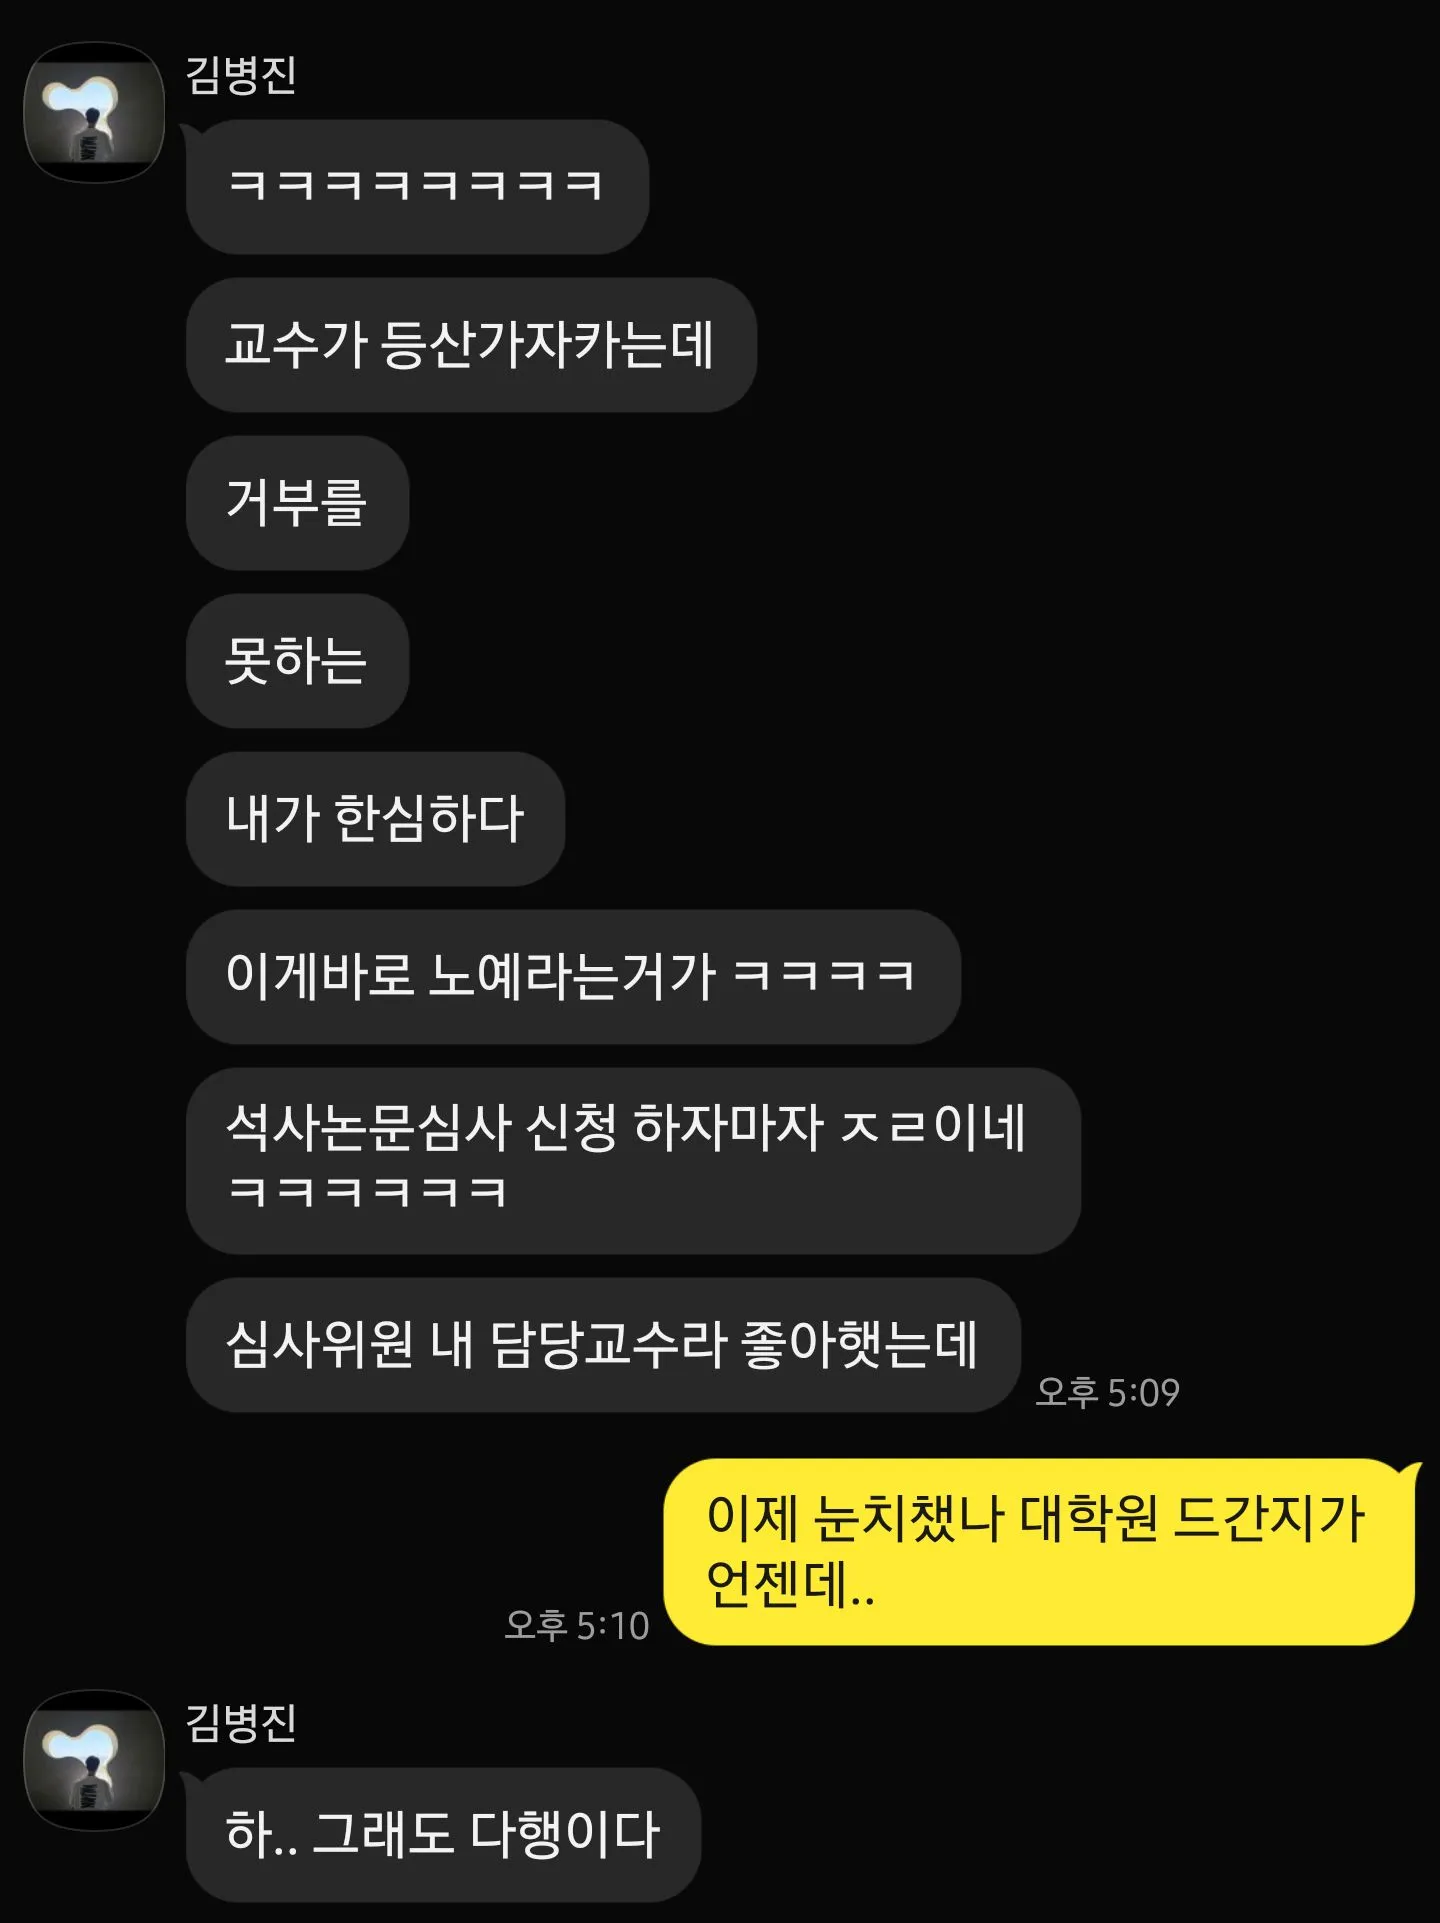 김병진
ㅋㅋㅋㅋㅋㅋㅋㅋ
교수가 등산가자카는데
거부를
못하는
내가 한심하다
이게바로 노예라는거가 ㅋㅋㅋㅋ
석사논문심사 신청 하자마자 ㅈㄹ이네
ㅋㅋㅋㅋㅋㅋ
심사위원 내 담당교수라 좋아햇는데
오후 5:09
이제 눈치챘나 대학원 드간지가
언젠데..
오후 5:10
김병진
하.. 그래도 다행이다